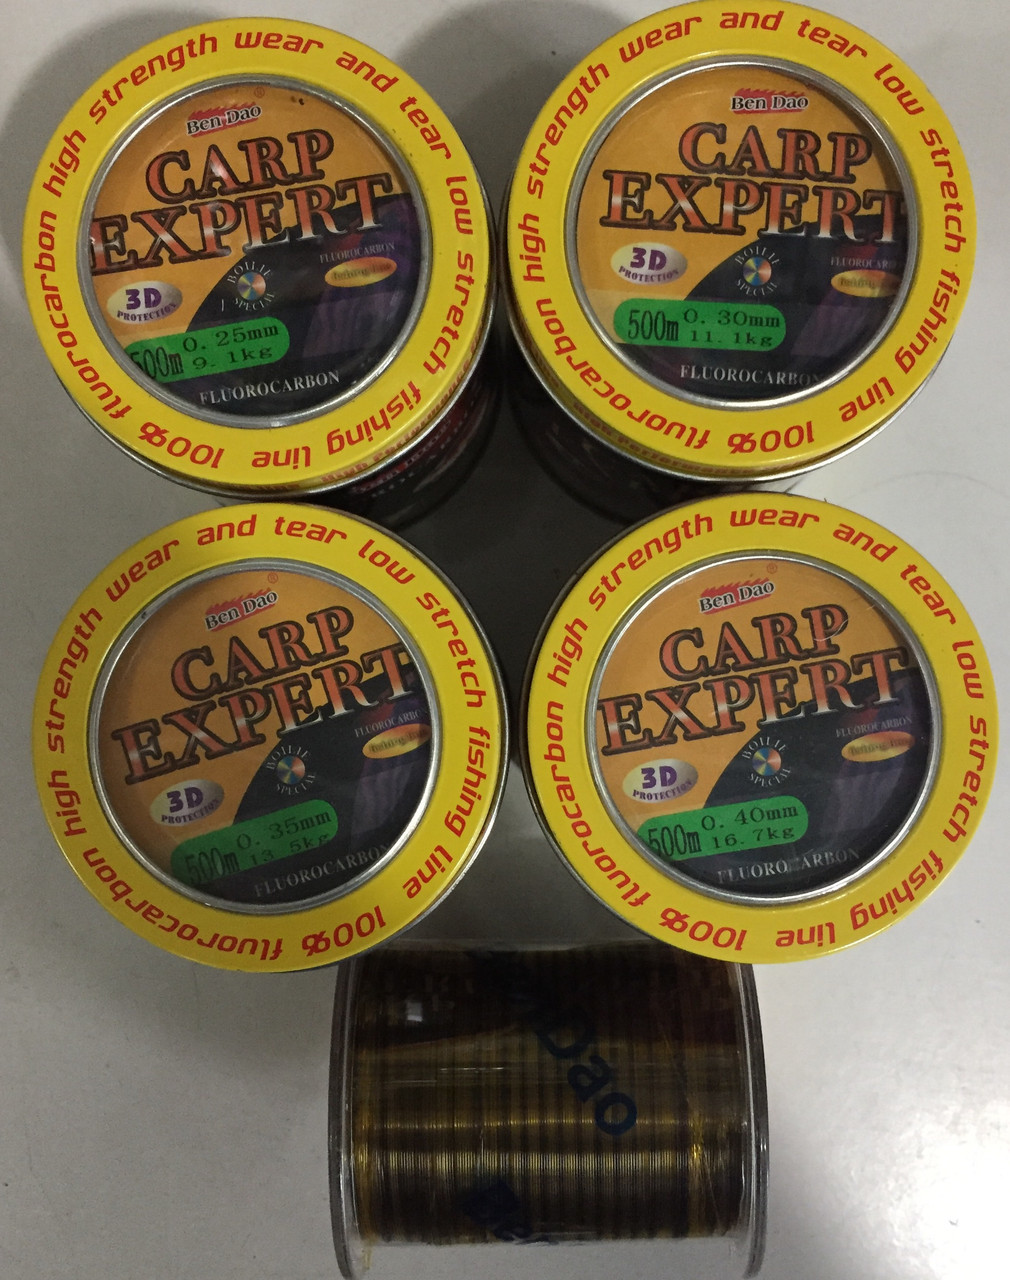 100% fluorocarbon high strength wear and tear low stretch fishing line
Ben Dao®
CARP
EXPERT
FLUOROCARBON
BOILIE
SPECIAL
3D
PROTECTION
500m 0.25mm
9.1kg
FLUOROCARBON
100% fluorocarbon high strength wear and tear low stretch fishing line
Ben Dao
CARP
EXPERT
FLUOROCARBON
BOILIE
SPECIAL
3D
PROTECTION
500m 0.30mm
11.1kg
FLUOROCARBON
100% fluorocarbon high strength wear and tear low stretch fishing line
Ben Dao®
CARP
EXPERT
FLUOROCARBON
BOILIE
SPECIAL
3D
PROTECTION
500m 0.35mm
13.5kg
FLUOROCARBON
100% fluorocarbon high strength wear and tear low stretch fishing line
Ben Dao®
CARP
EXPERT
FLUOROCARBON
BOILIE
SPECIAL
3D
PROTECTION
500m 0.40mm
16.7kg
FLUORO ARBON
Dao